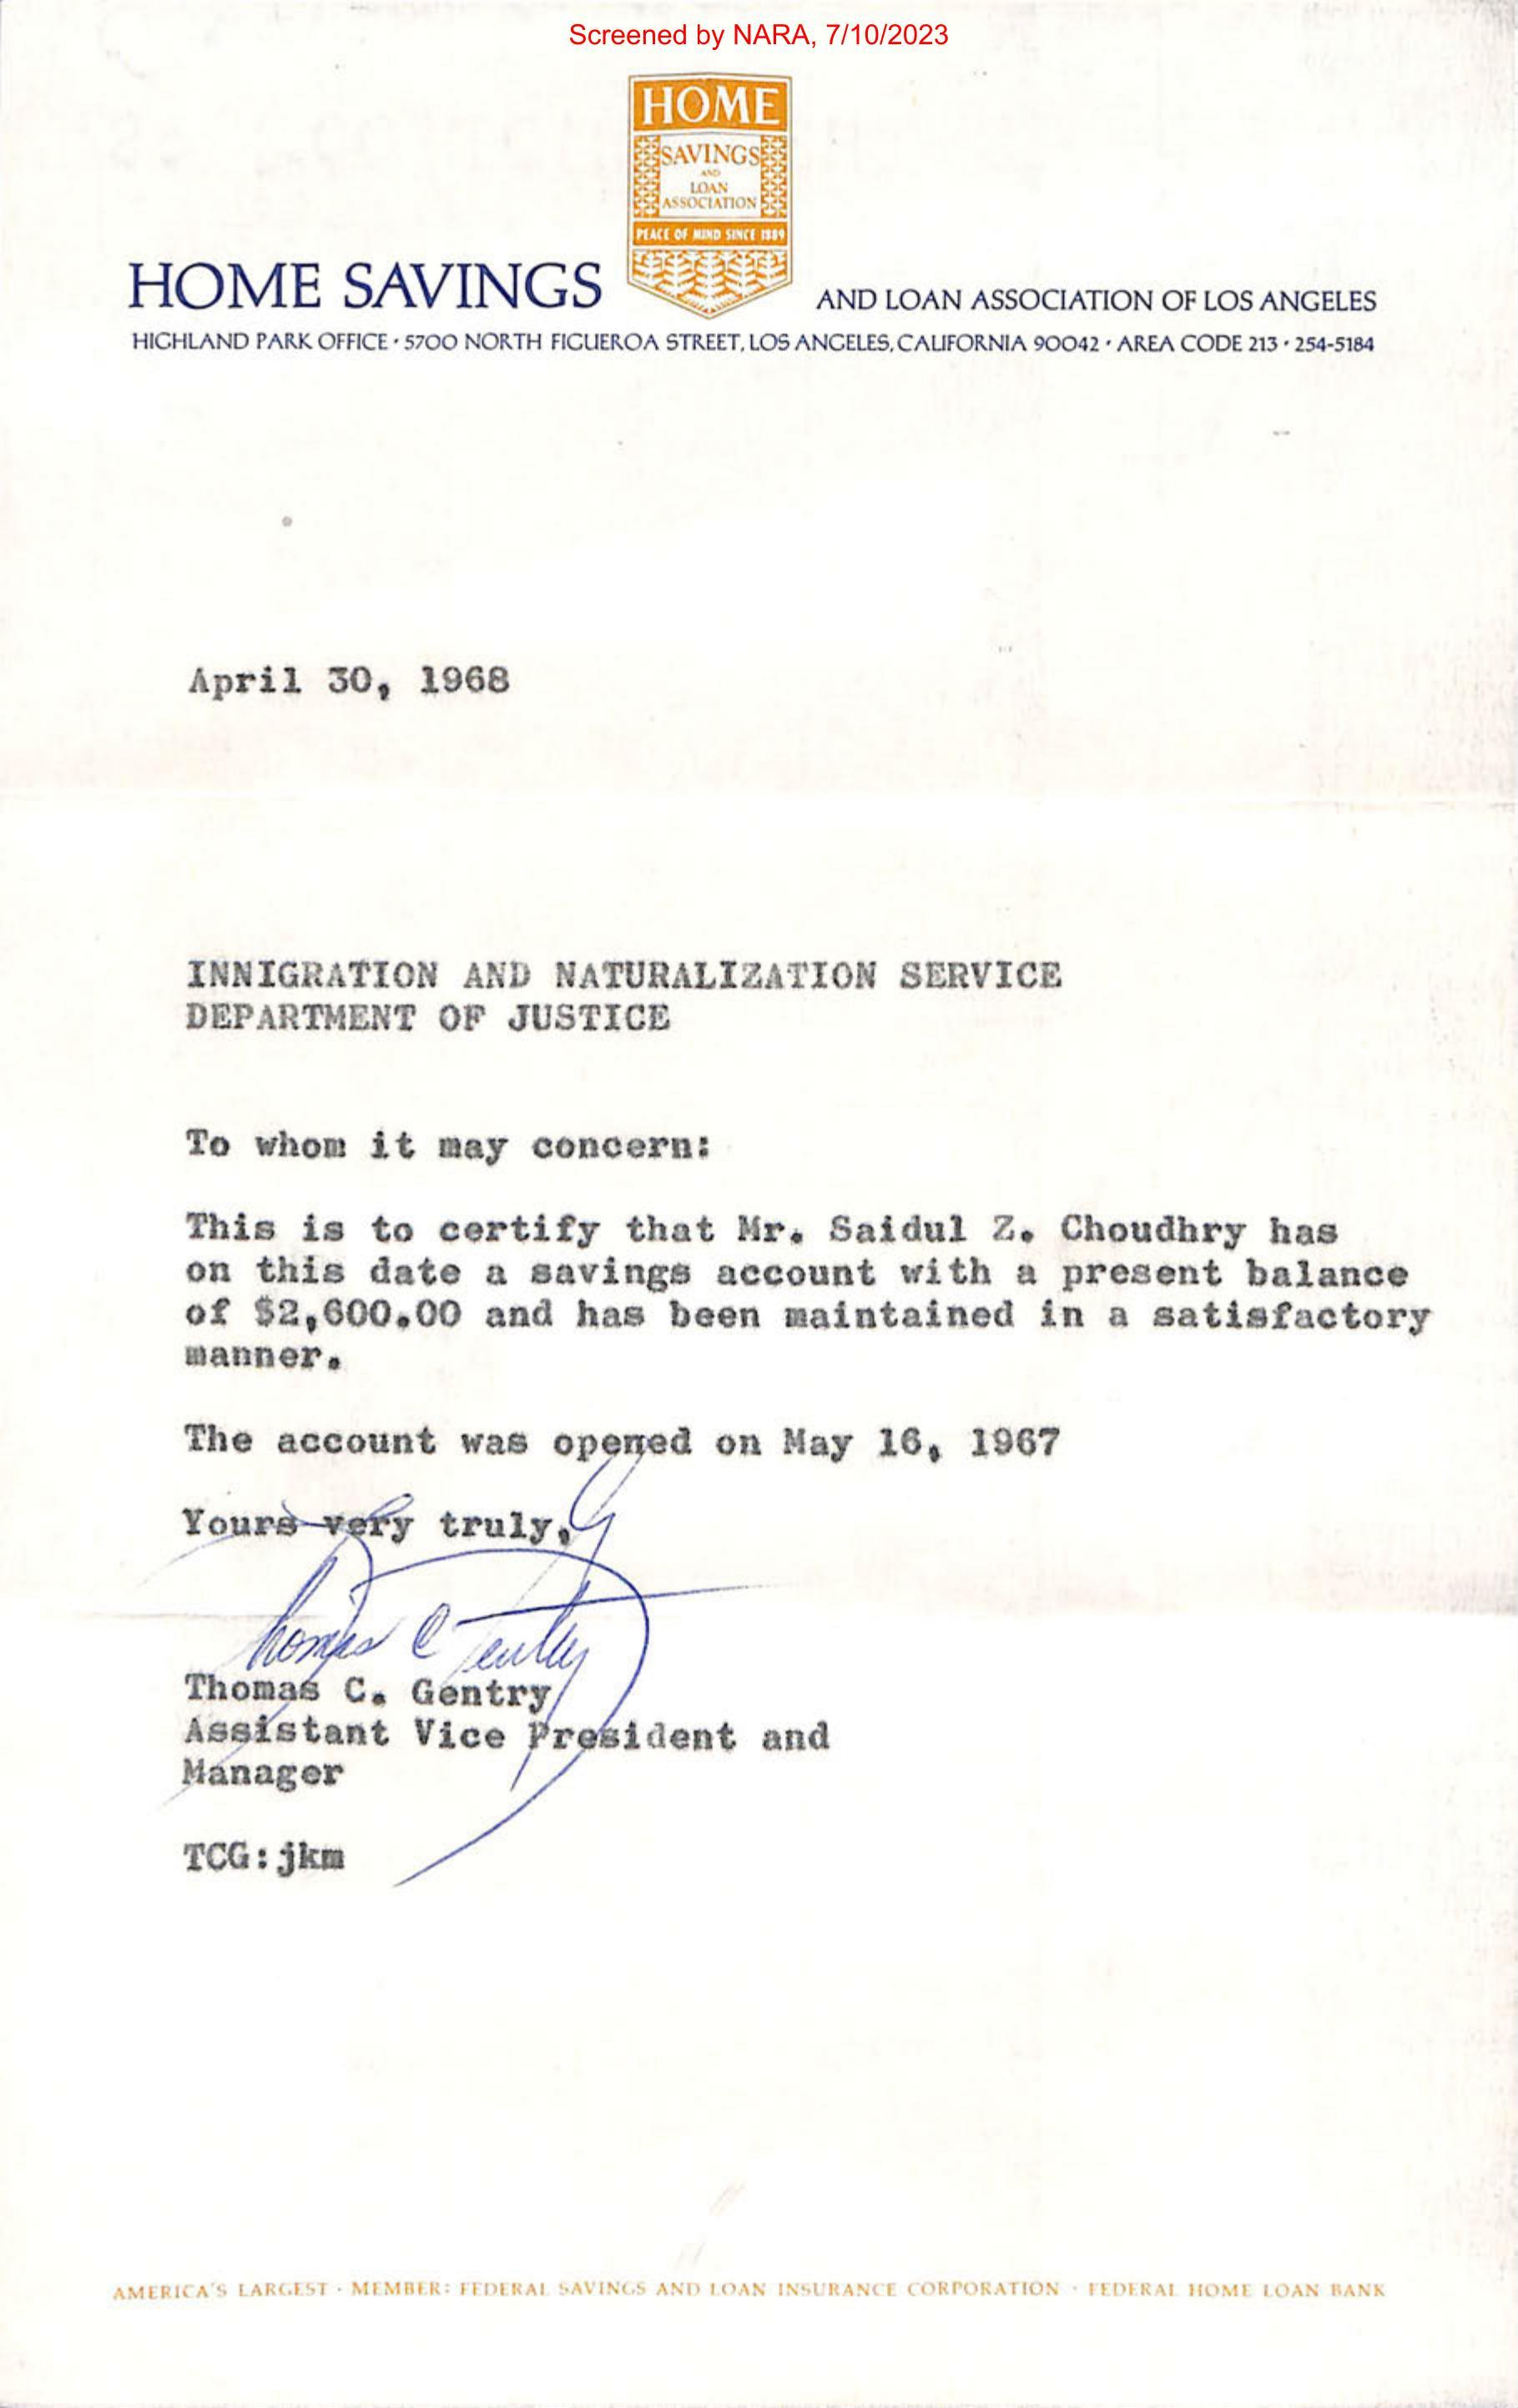 Screened by NARA, 7/10/2023
HOME
SAVINGS
AND
LOAN
ASSOCIATION
PEACE OF MIND SINCE 1889
HOME SAVINGS AND LOAN ASSOCIATION OF LOS ANGELES
HIGHLAND PARK OFFICE · 5700 NORTH FIGUEROA STREET, LOS ANGELES, CALIFORNIA 90042 · AREA CODE 213 · 254-5184
April 30, 1968
INNIGRATION AND NATURALIZATION SERVICE
DEPARTMENT OF JUSTICE
To whom it may concern:
This is to certify that Mr. Saidul Z. Choudhry has
on this date a savings account with a present balance
of $2,600.00 and has been maintained in a satisfactory
manner.
The account was opened on May 16, 1967
Yours very truly,
Thomas C Gentry
Thomas C. Gentry
Assistant Vice President and
Manager
TCG:jkm
AMERICA'S LARGEST · MEMBER: FEDERAL SAVINGS AND LOAN INSURANCE CORPORATION · FEDERAL HOME LOAN BANK